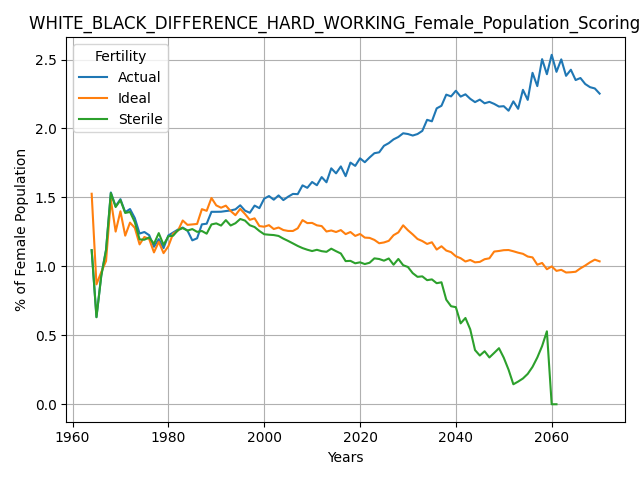 WHITE_BLACK_DIFFERENCE_HARD_WORKING_Female_Population_Scoring
Fertility
Actual
Ideal
Sterile
% of Female Population
2.5
2.0
1.5
1.0
0.5
0.0
1960 1980 2000 2020 2040 2060
Years